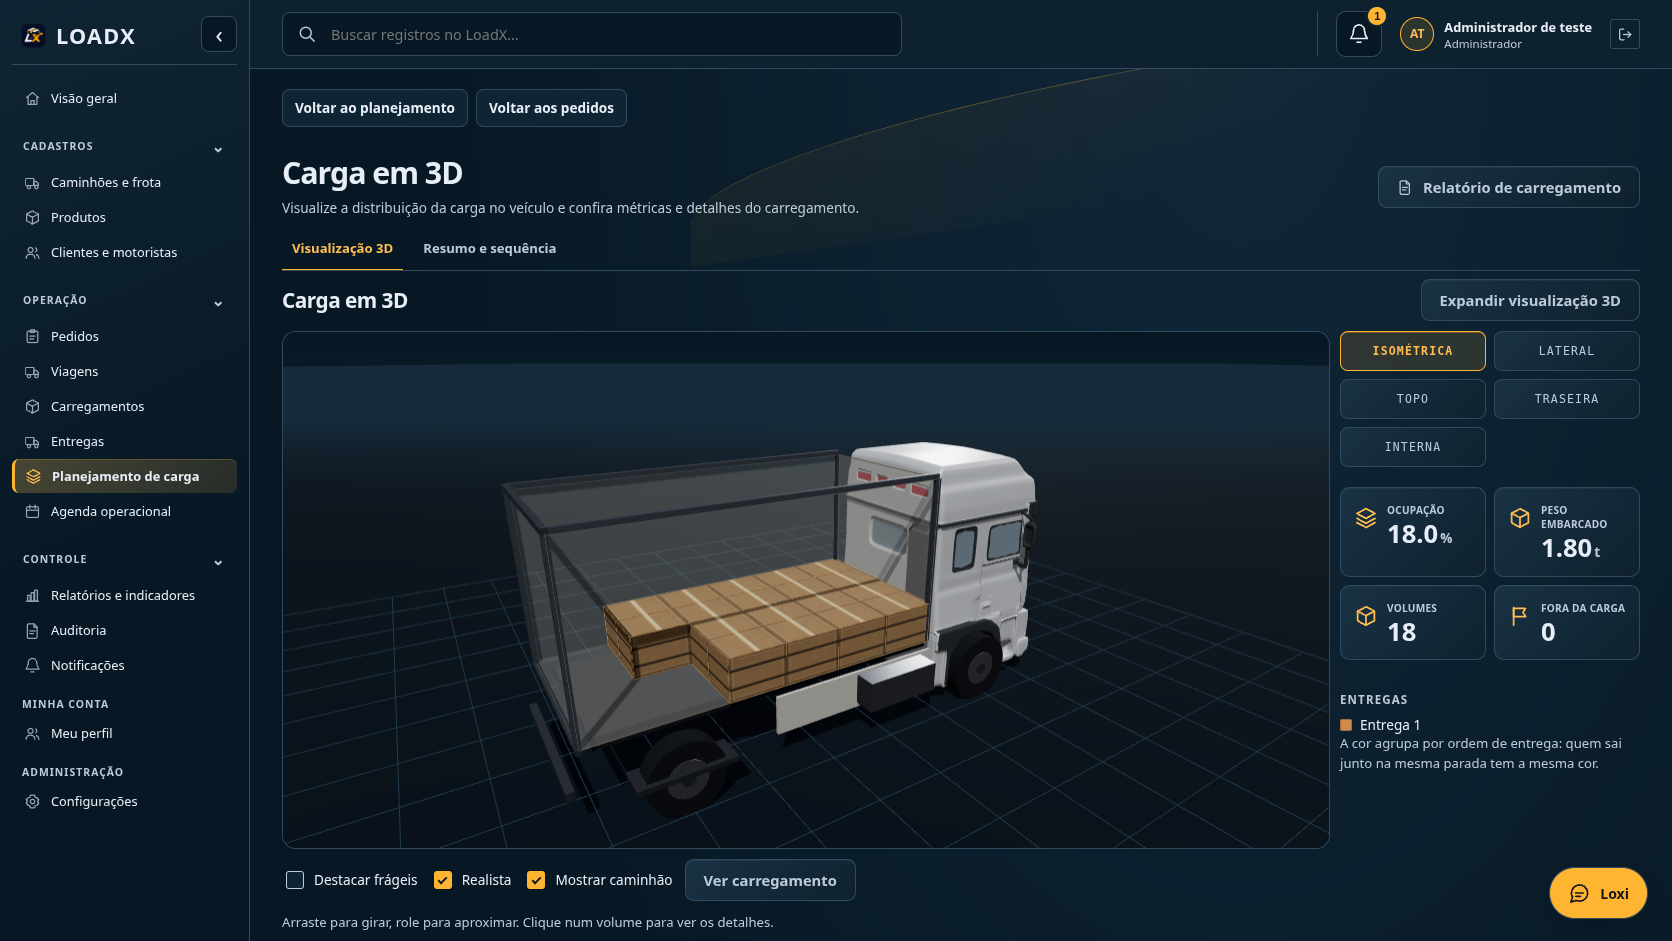 LOADX
Buscar registros no LoadX...
1
AT
Administrador de teste
Administrador
Visão geral
CADASTROS
Caminhões e frota
Produtos
Clientes e motoristas
OPERAÇÃO
Pedidos
Viagens
Carregamentos
Entregas
Planejamento de carga
Agenda operacional
CONTROLE
Relatórios e indicadores
Auditoria
Notificações
MINHA CONTA
Meu perfil
ADMINISTRAÇÃO
Configurações
Voltar ao planejamento
Voltar aos pedidos
Carga em 3D
Visualize a distribuição da carga no veículo e confira métricas e detalhes do carregamento.
Relatório de carregamento
Visualização 3D
Resumo e sequência
Carga em 3D
Expandir visualização 3D
ISOMÉTRICA
LATERAL
TOPO
TRASEIRA
INTERNA
OCUPAÇÃO
18.0%
PESO
EMBARCADO
1.80 t
VOLUMES
18
FORA DA CARGA
0
ENTREGAS
Entrega 1
A cor agrupa por ordem de entrega: quem sai
junto na mesma parada tem a mesma cor.
Destacar frágeis
Realista
Mostrar caminhão
Ver carregamento
Arraste para girar, role para aproximar. Clique num volume para ver os detalhes.
Loxi